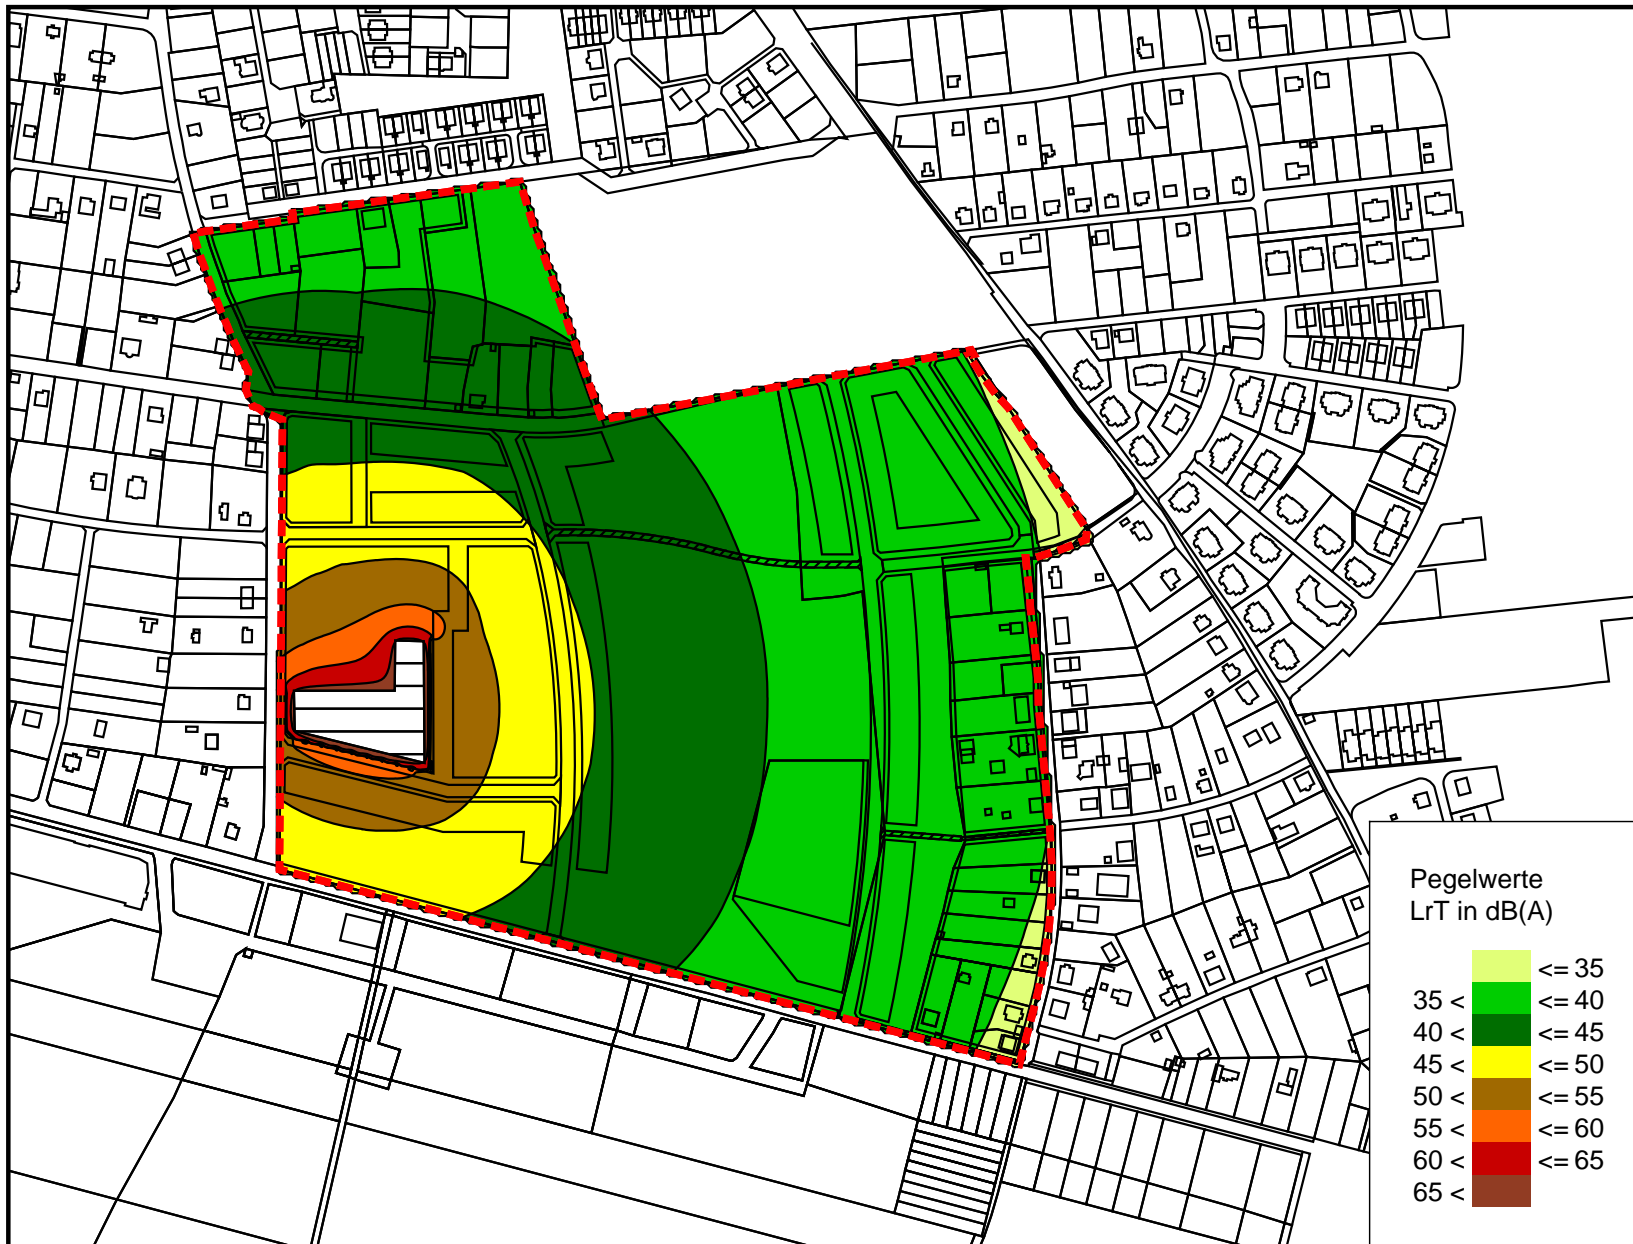 Pegelwerte
LrT in dB(A)
<= 35
35 < <= 40
40 < <= 45
45 < <= 50
50 < <= 55
55 < <= 60
60 < <= 65
65 <